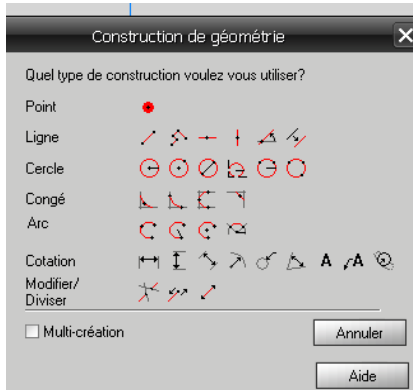 Construction de géométrie
Quel type de construction voulez vous utiliser?
Point
Ligne
Cercle
Congé
Arc
Cotation A A
Modifier/
Diviser
Multi-création
Annuler
Aide